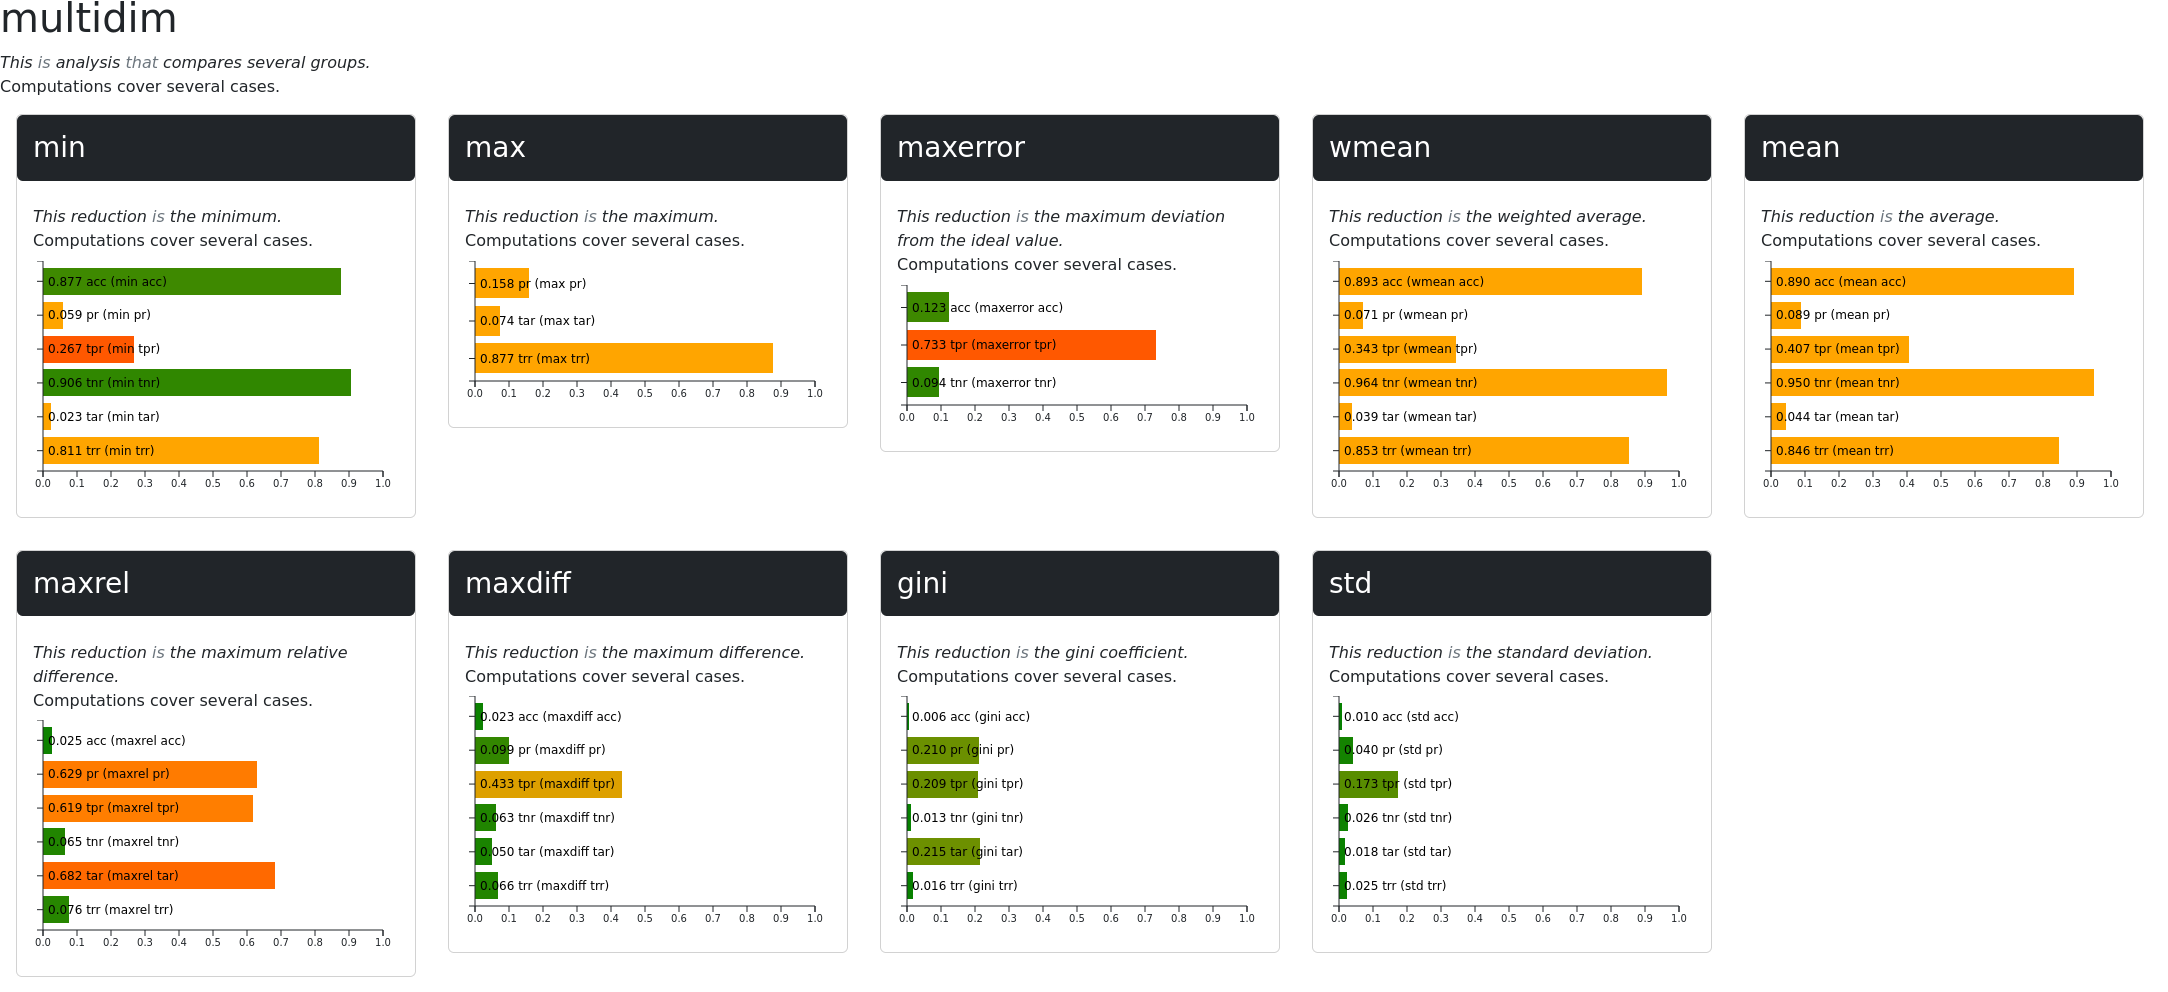 multidim
This is analysis that compares several groups.
Computations cover several cases.
min
This reduction is the minimum.
Computations cover several cases.
0.877 acc (min acc)
0.059 pr (min pr)
0.267 tpr (min tpr)
0.906 tnr (min tnr)
0.023 tar (min tar)
0.811 trr (min trr)
0.0 0.1 0.2 0.3 0.4 0.5 0.6 0.7 0.8 0.9 1.0
max
This reduction is the maximum.
Computations cover several cases.
0.158 pr (max pr)
0.074 tar (max tar)
0.877 trr (max trr)
0.0 0.1 0.2 0.3 0.4 0.5 0.6 0.7 0.8 0.9 1.0
maxerror
This reduction is the maximum deviation
from the ideal value.
Computations cover several cases.
0.123 acc (maxerror acc)
0.733 tpr (maxerror tpr)
0.094 tnr (maxerror tnr)
0.0 0.1 0.2 0.3 0.4 0.5 0.6 0.7 0.8 0.9 1.0
wmean
This reduction is the weighted average.
Computations cover several cases.
0.893 acc (wmean acc)
0.071 pr (wmean pr)
0.343 tpr (wmean tpr)
0.964 tnr (wmean tnr)
0.039 tar (wmean tar)
0.853 trr (wmean trr)
0.0 0.1 0.2 0.3 0.4 0.5 0.6 0.7 0.8 0.9 1.0
mean
This reduction is the average.
Computations cover several cases.
0.890 acc (mean acc)
0.089 pr (mean pr)
0.407 tpr (mean tpr)
0.950 tnr (mean tnr)
0.044 tar (mean tar)
0.846 trr (mean trr)
0.0 0.1 0.2 0.3 0.4 0.5 0.6 0.7 0.8 0.9 1.0
maxrel
This reduction is the maximum relative
difference.
Computations cover several cases.
0.025 acc (maxrel acc)
0.629 pr (maxrel pr)
0.619 tpr (maxrel tpr)
0.065 tnr (maxrel tnr)
0.682 tar (maxrel tar)
0.076 trr (maxrel trr)
0.0 0.1 0.2 0.3 0.4 0.5 0.6 0.7 0.8 0.9 1.0
maxdiff
This reduction is the maximum difference.
Computations cover several cases.
0.023 acc (maxdiff acc)
0.099 pr (maxdiff pr)
0.433 tpr (maxdiff tpr)
0.063 tnr (maxdiff tnr)
0.050 tar (maxdiff tar)
0.066 trr (maxdiff trr)
0.0 0.1 0.2 0.3 0.4 0.5 0.6 0.7 0.8 0.9 1.0
gini
This reduction is the gini coefficient.
Computations cover several cases.
0.006 acc (gini acc)
0.210 pr (gini pr)
0.209 tpr (gini tpr)
0.013 tnr (gini tnr)
0.215 tar (gini tar)
0.016 trr (gini trr)
0.0 0.1 0.2 0.3 0.4 0.5 0.6 0.7 0.8 0.9 1.0
std
This reduction is the standard deviation.
Computations cover several cases.
0.010 acc (std acc)
0.040 pr (std pr)
0.173 tpr (std tpr)
0.026 tnr (std tnr)
0.018 tar (std tar)
0.025 trr (std trr)
0.0 0.1 0.2 0.3 0.4 0.5 0.6 0.7 0.8 0.9 1.0